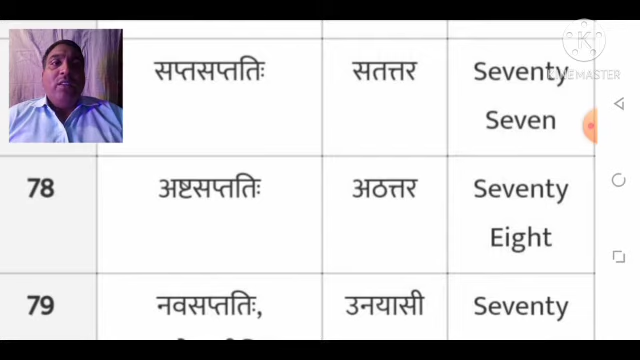 सप्तसप्ततिः सतत्तर Seventy
Seven
78 अष्टसप्ततिः अठत्तर Seventy
Eight
79 नवसप्ततिः, उनयासी Seventy
KINEMASTER